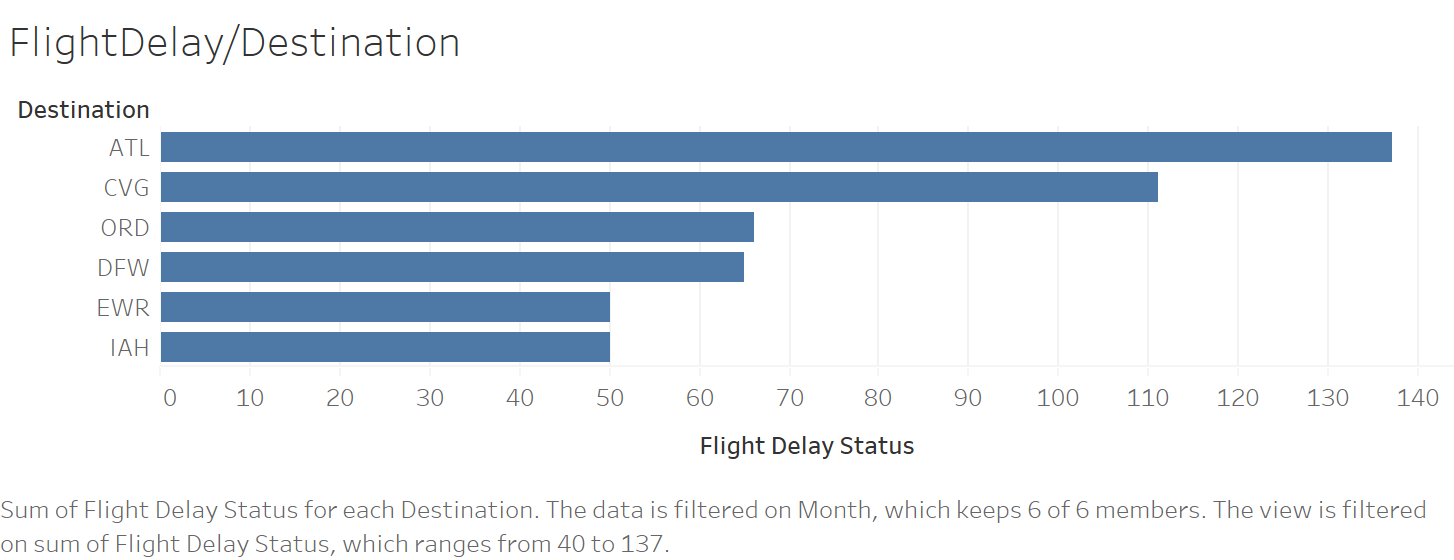 FlightDelay/Destination
Destination
ATL
CVG
ORD
DFW
EWR
IAH
0 10 20 30 40 50 60 70 80 90 100 110 120 130 140
Flight Delay Status
Sum of Flight Delay Status for each Destination. The data is filtered on Month, which keeps 6 of 6 members. The view is filtered
on sum of Flight Delay Status, which ranges from 40 to 137.